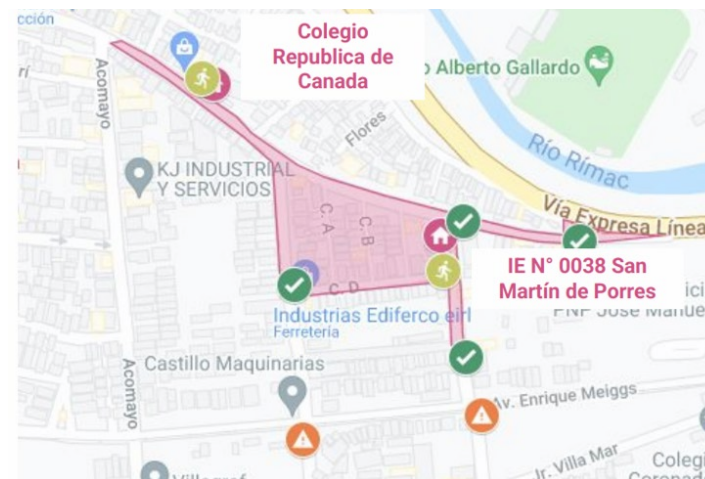 cción
Colegio
Republica de
Canada
Alberto Gallardo
Acomayo
Flores
Río Rímac
KJ INDUSTRIAL
Y SERVICIOS
Vía Expresa Línea
C. A
C. B
C. D
IE N° 0038 San
Martín de Porres
Industrias Ediferco eirl
Ferretería
PNP José Manue
Castillo Maquinarias
Acomayo
Av. Enrique Meiggs
Jr. Villa Mar
Colegi